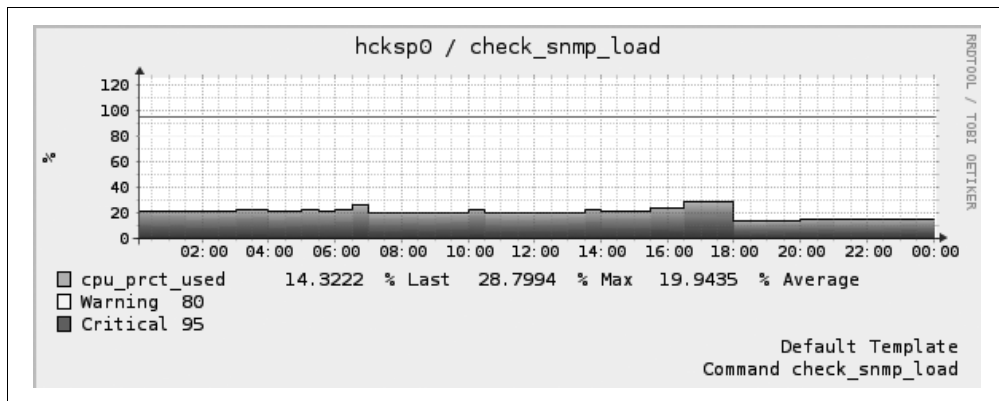 hcksp0 / check_snmp_load
RRDTOOL / TOBI OETIKER
%
120
100
80
60
40
20
0
02:00 04:00 06:00 08:00 10:00 12:00 14:00 16:00 18:00 20:00 22:00 00:00
cpu_prct_used 14.3222 % Last 28.7994 % Max 19.9435 % Average
Warning 80
Critical 95
Default Template
Command check_snmp_load